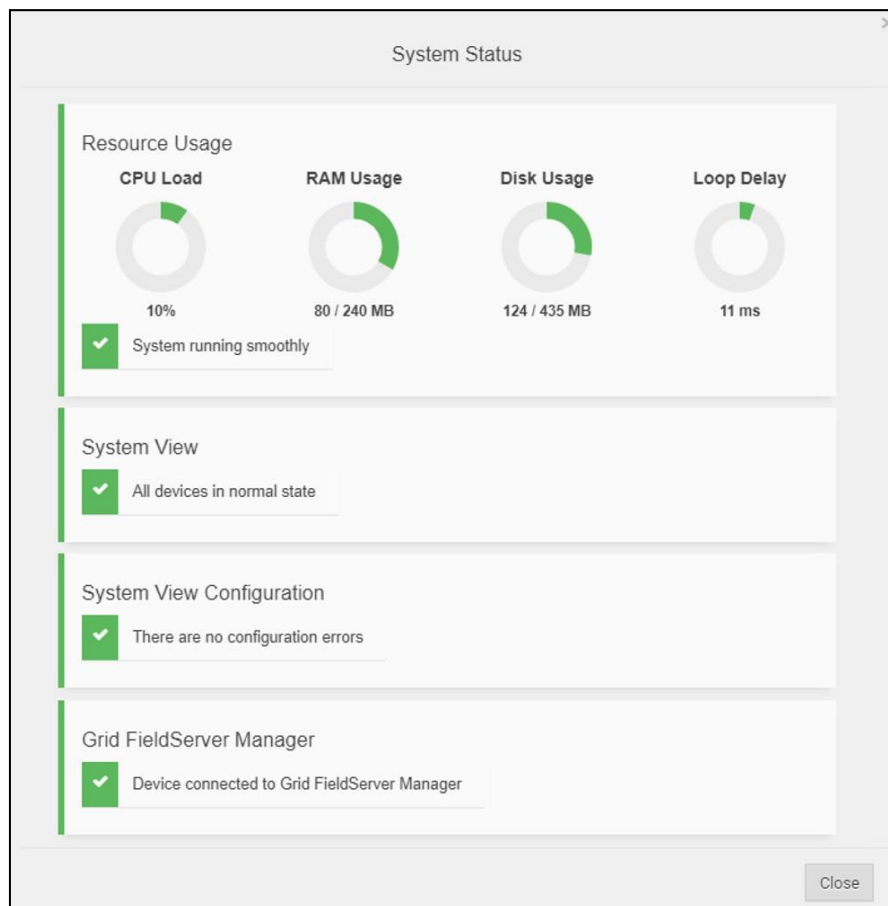 System Status
Resource Usage
CPU Load RAM Usage Disk Usage Loop Delay
10% 80 / 240 MB 124 / 435 MB 11 ms
System running smoothly
System View
All devices in normal state
System View Configuration
There are no configuration errors
Grid FieldServer Manager
Device connected to Grid FieldServer Manager
Close